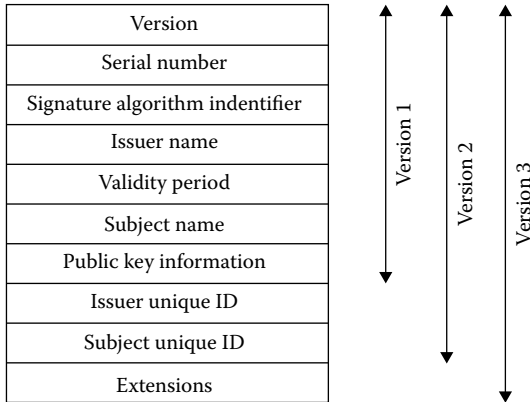 Version
Serial number
Signature algorithm indentifier
Issuer name
Validity period
Subject name
Public key information
Issuer unique ID
Subject unique ID
Extensions
Version 1
Version 2
Version 3